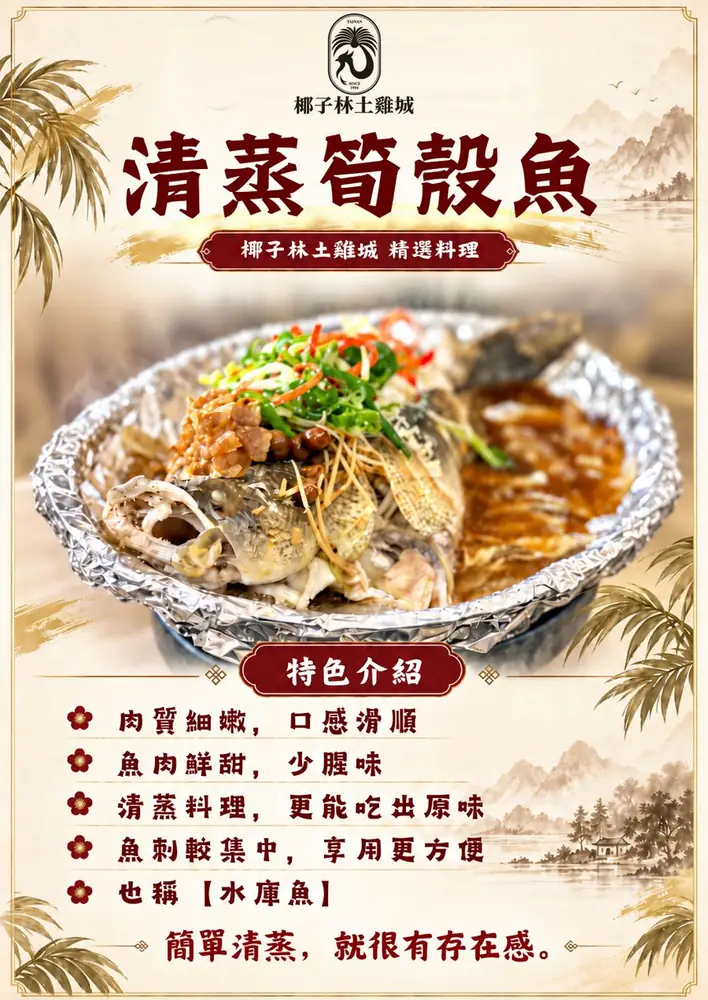 TAINAN
SINCE
1994
椰子林土雞城
清蒸筍殼魚
椰子林土雞城 精選料理
特色介紹
肉質細嫩，口感滑順
魚肉鮮甜，少腥味
清蒸料理，更能吃出原味
魚刺較集中，享用更方便
也稱【水庫魚】
簡單清蒸，就很有存在感。